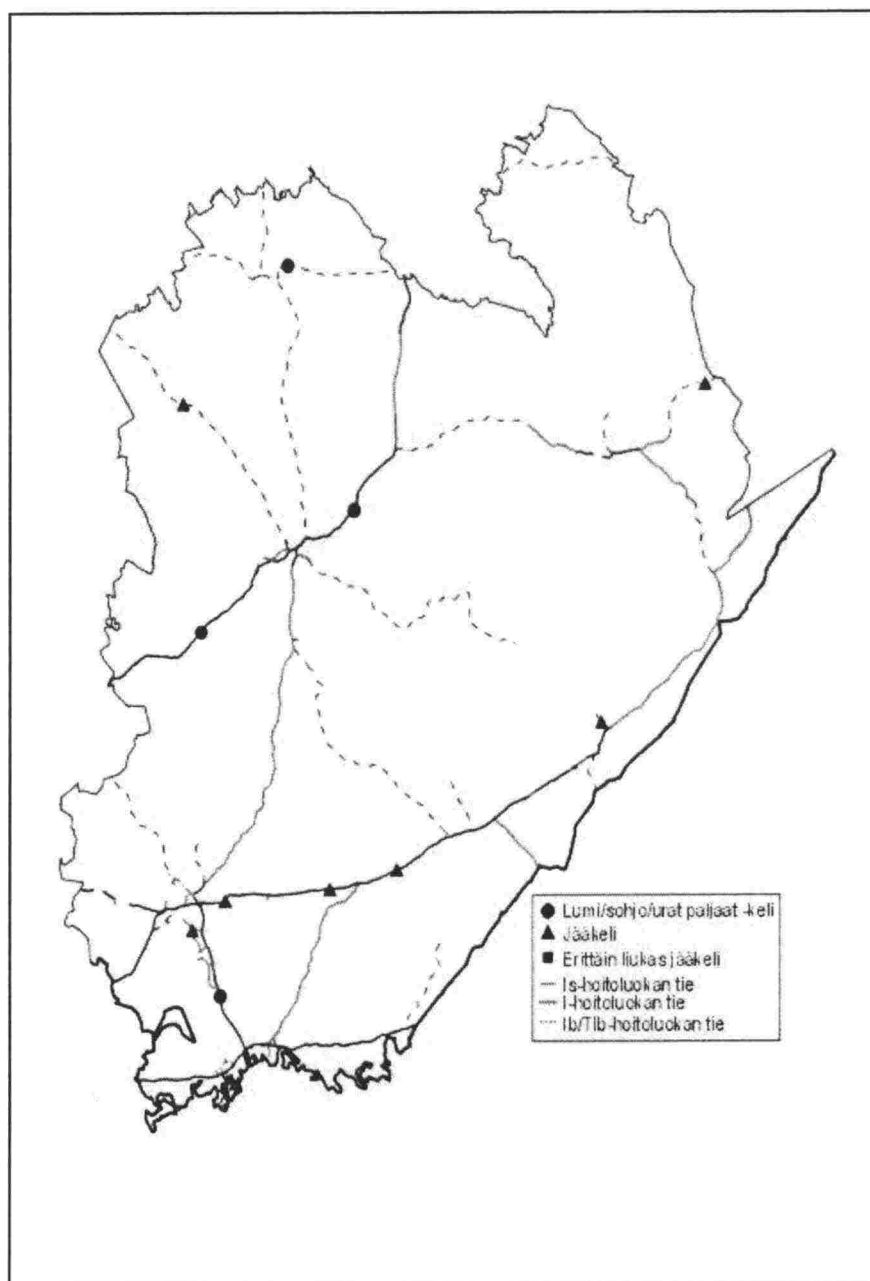 Lumi/sohjo/urat paljaat -keli
Jääkeli
Erittäin liukas jääkeli
Is-hoitoluokan tie
I-hoitoluokan tie
Ib/TIb-hoitoluokan tie